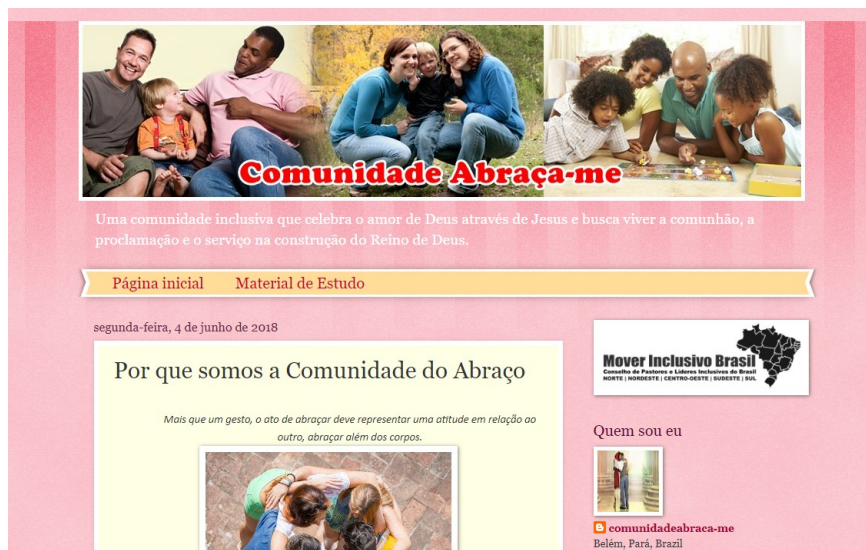 Comunidade Abraça-me
Uma comunidade inclusiva que celebra o amor de Deus através de Jesus e busca viver a comunhão, a
proclamação e o serviço na construção do Reino de Deus.
Página inicial
Material de Estudo
segunda-feira, 4 de junho de 2018
Por que somos a Comunidade do Abraço
Mais que um gesto, o ato de abraçar deve representar uma atitude em relação ao
outro, abraçar além dos corpos.
Mover Inclusivo Brasil
Conselho de Pastores e Líderes Inclusivos do Brasil
NORTE | NORDESTE | CENTRO-OESTE | SUDESTE | SUL
Quem sou eu
comunidadeabraca-me
Belém, Pará, Brazil